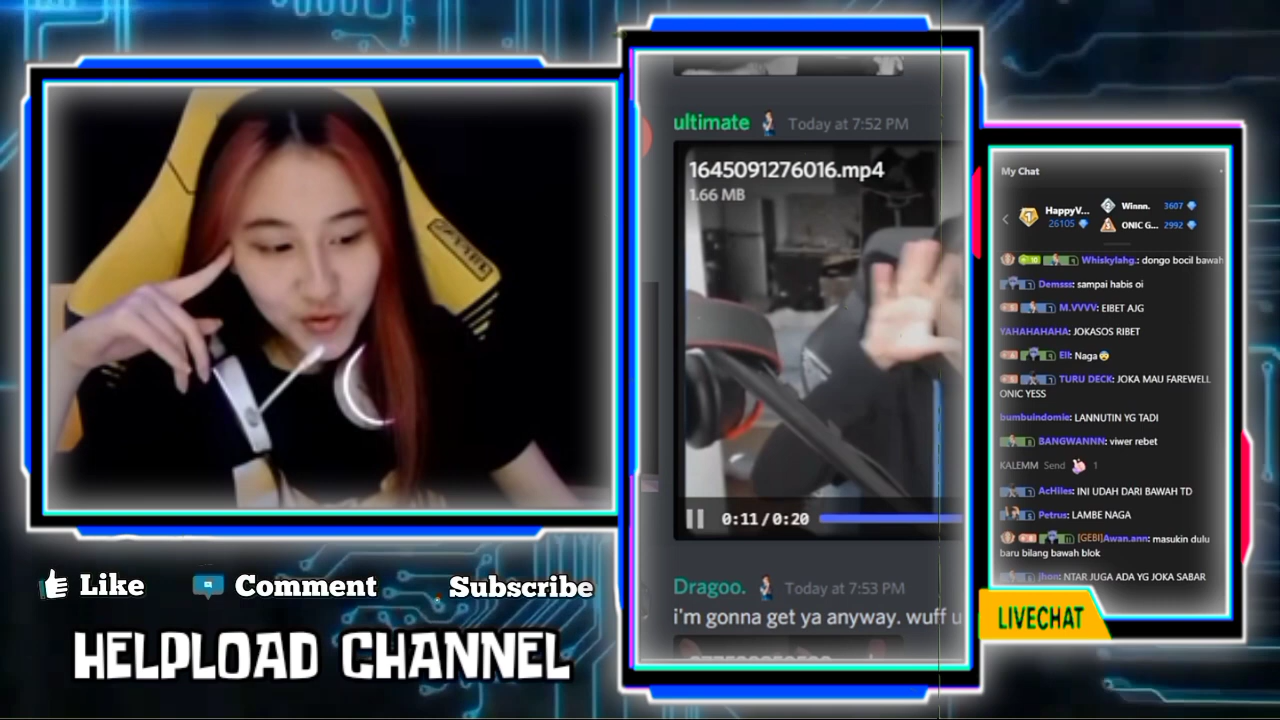 ultimate Today at 7:52 PM
1645091276016.mp4
1.66 MB
0:11/0:20
Dragoo. Today at 7:53 PM
i'm gonna get ya anyway. wuff u
My Chat
1 HappyV... 26105
Winnn. 3607
ONIC G... 2992
Whiskylahg.: dongo bocil bawah
Demsss: sampai habis oi
M.VVVV: EIBET AJG
YAHAHAHAHA: JOKASOS RIBET
Ell: Naga
TURU DECK: JOKA MAU FAREWELL
ONIC YESS
bumbuindomie: LANNUTIN YG TADI
BANGWANNN: viwer rebet
KALEMM Send 1
AcHiles: INI UDAH DARI BAWAH TD
Petrus: LAMBE NAGA
[GEBI]Awan.ann: masukin dulu
baru bilang bawah blok
Jhon: NTAR JUGA ADA YG JOKA SABAR
LIVECHAT
Like Comment Subscribe
HELPLOAD CHANNEL